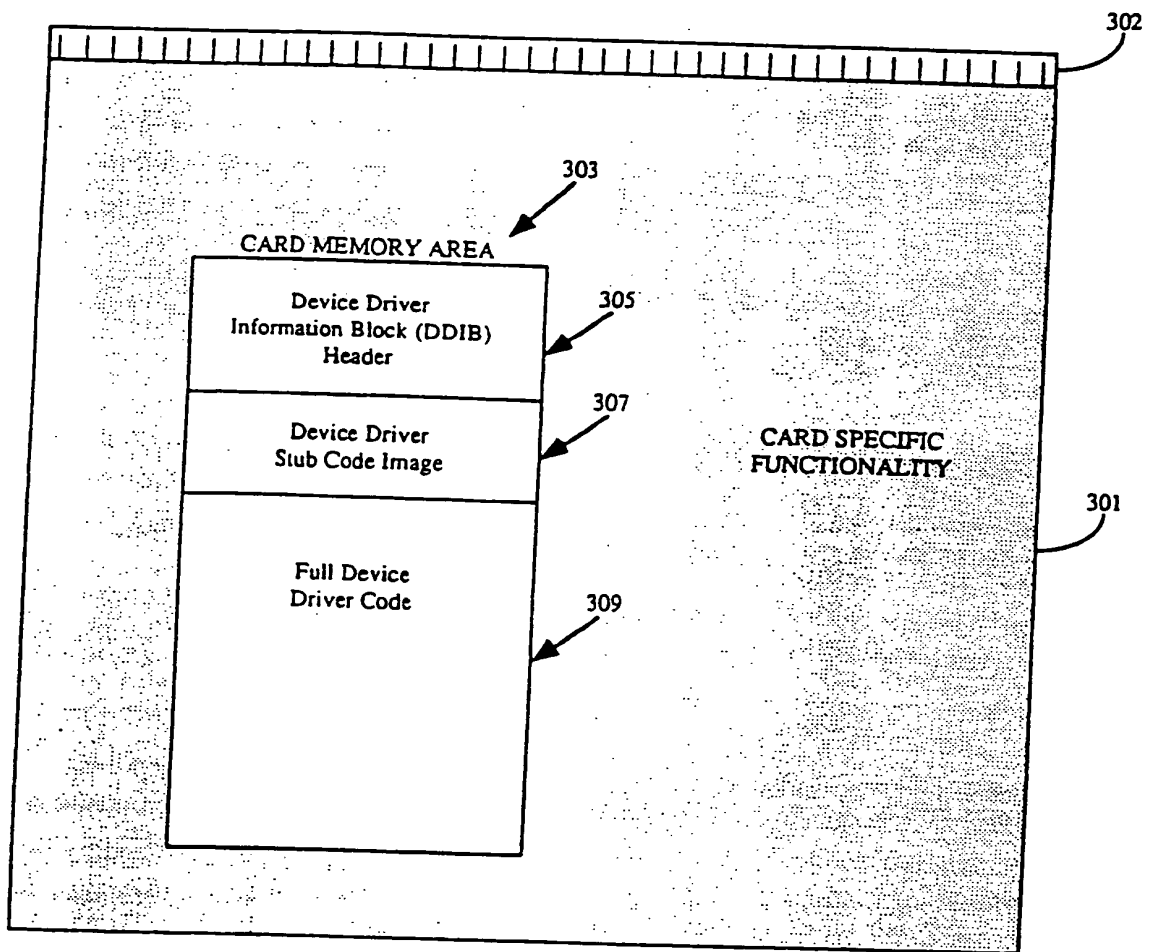 302
303
CARD MEMORY AREA
Device Driver
Information Block (DDIB)
Header
305
Device Driver
Stub Code Image
307
CARD SPECIFIC
FUNCTIONALITY
301
Full Device
Driver Code
309